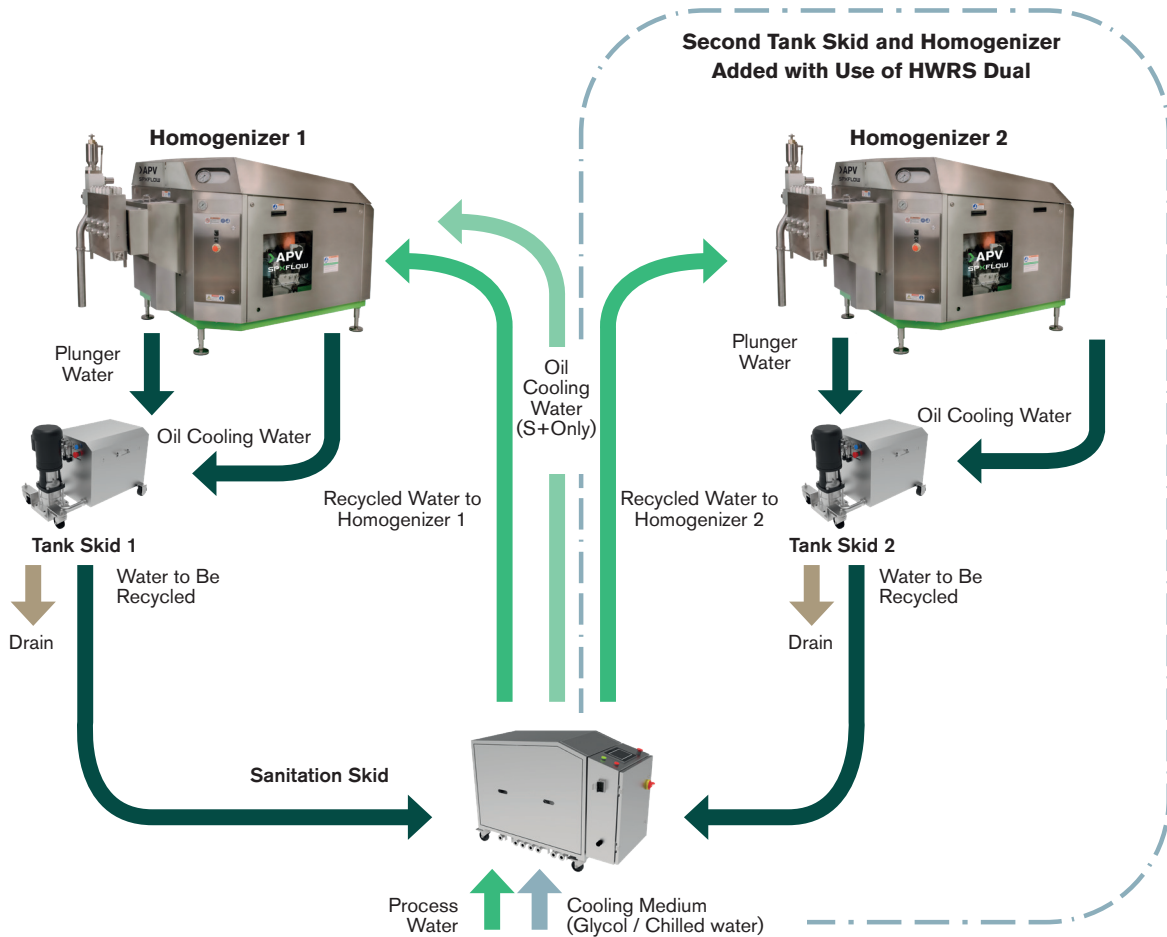 Second Tank Skid and Homogenizer
Added with Use of HWRS Dual
Homogenizer 1
APV
SPXFLOW
APV
SPXFLOW
Homogenizer 2
APV
SPXFLOW
APV
SPXFLOW
Plunger
Water
Oil Cooling Water
Oil
Cooling
Water
(S+Only)
Plunger
Water
Oil Cooling Water
Recycled Water to
Homogenizer 1
Recycled Water to
Homogenizer 2
Tank Skid 1
Water to Be
Recycled
Drain
Tank Skid 2
Water to Be
Recycled
Drain
Sanitation Skid
Process
Water
Cooling Medium
(Glycol / Chilled water)